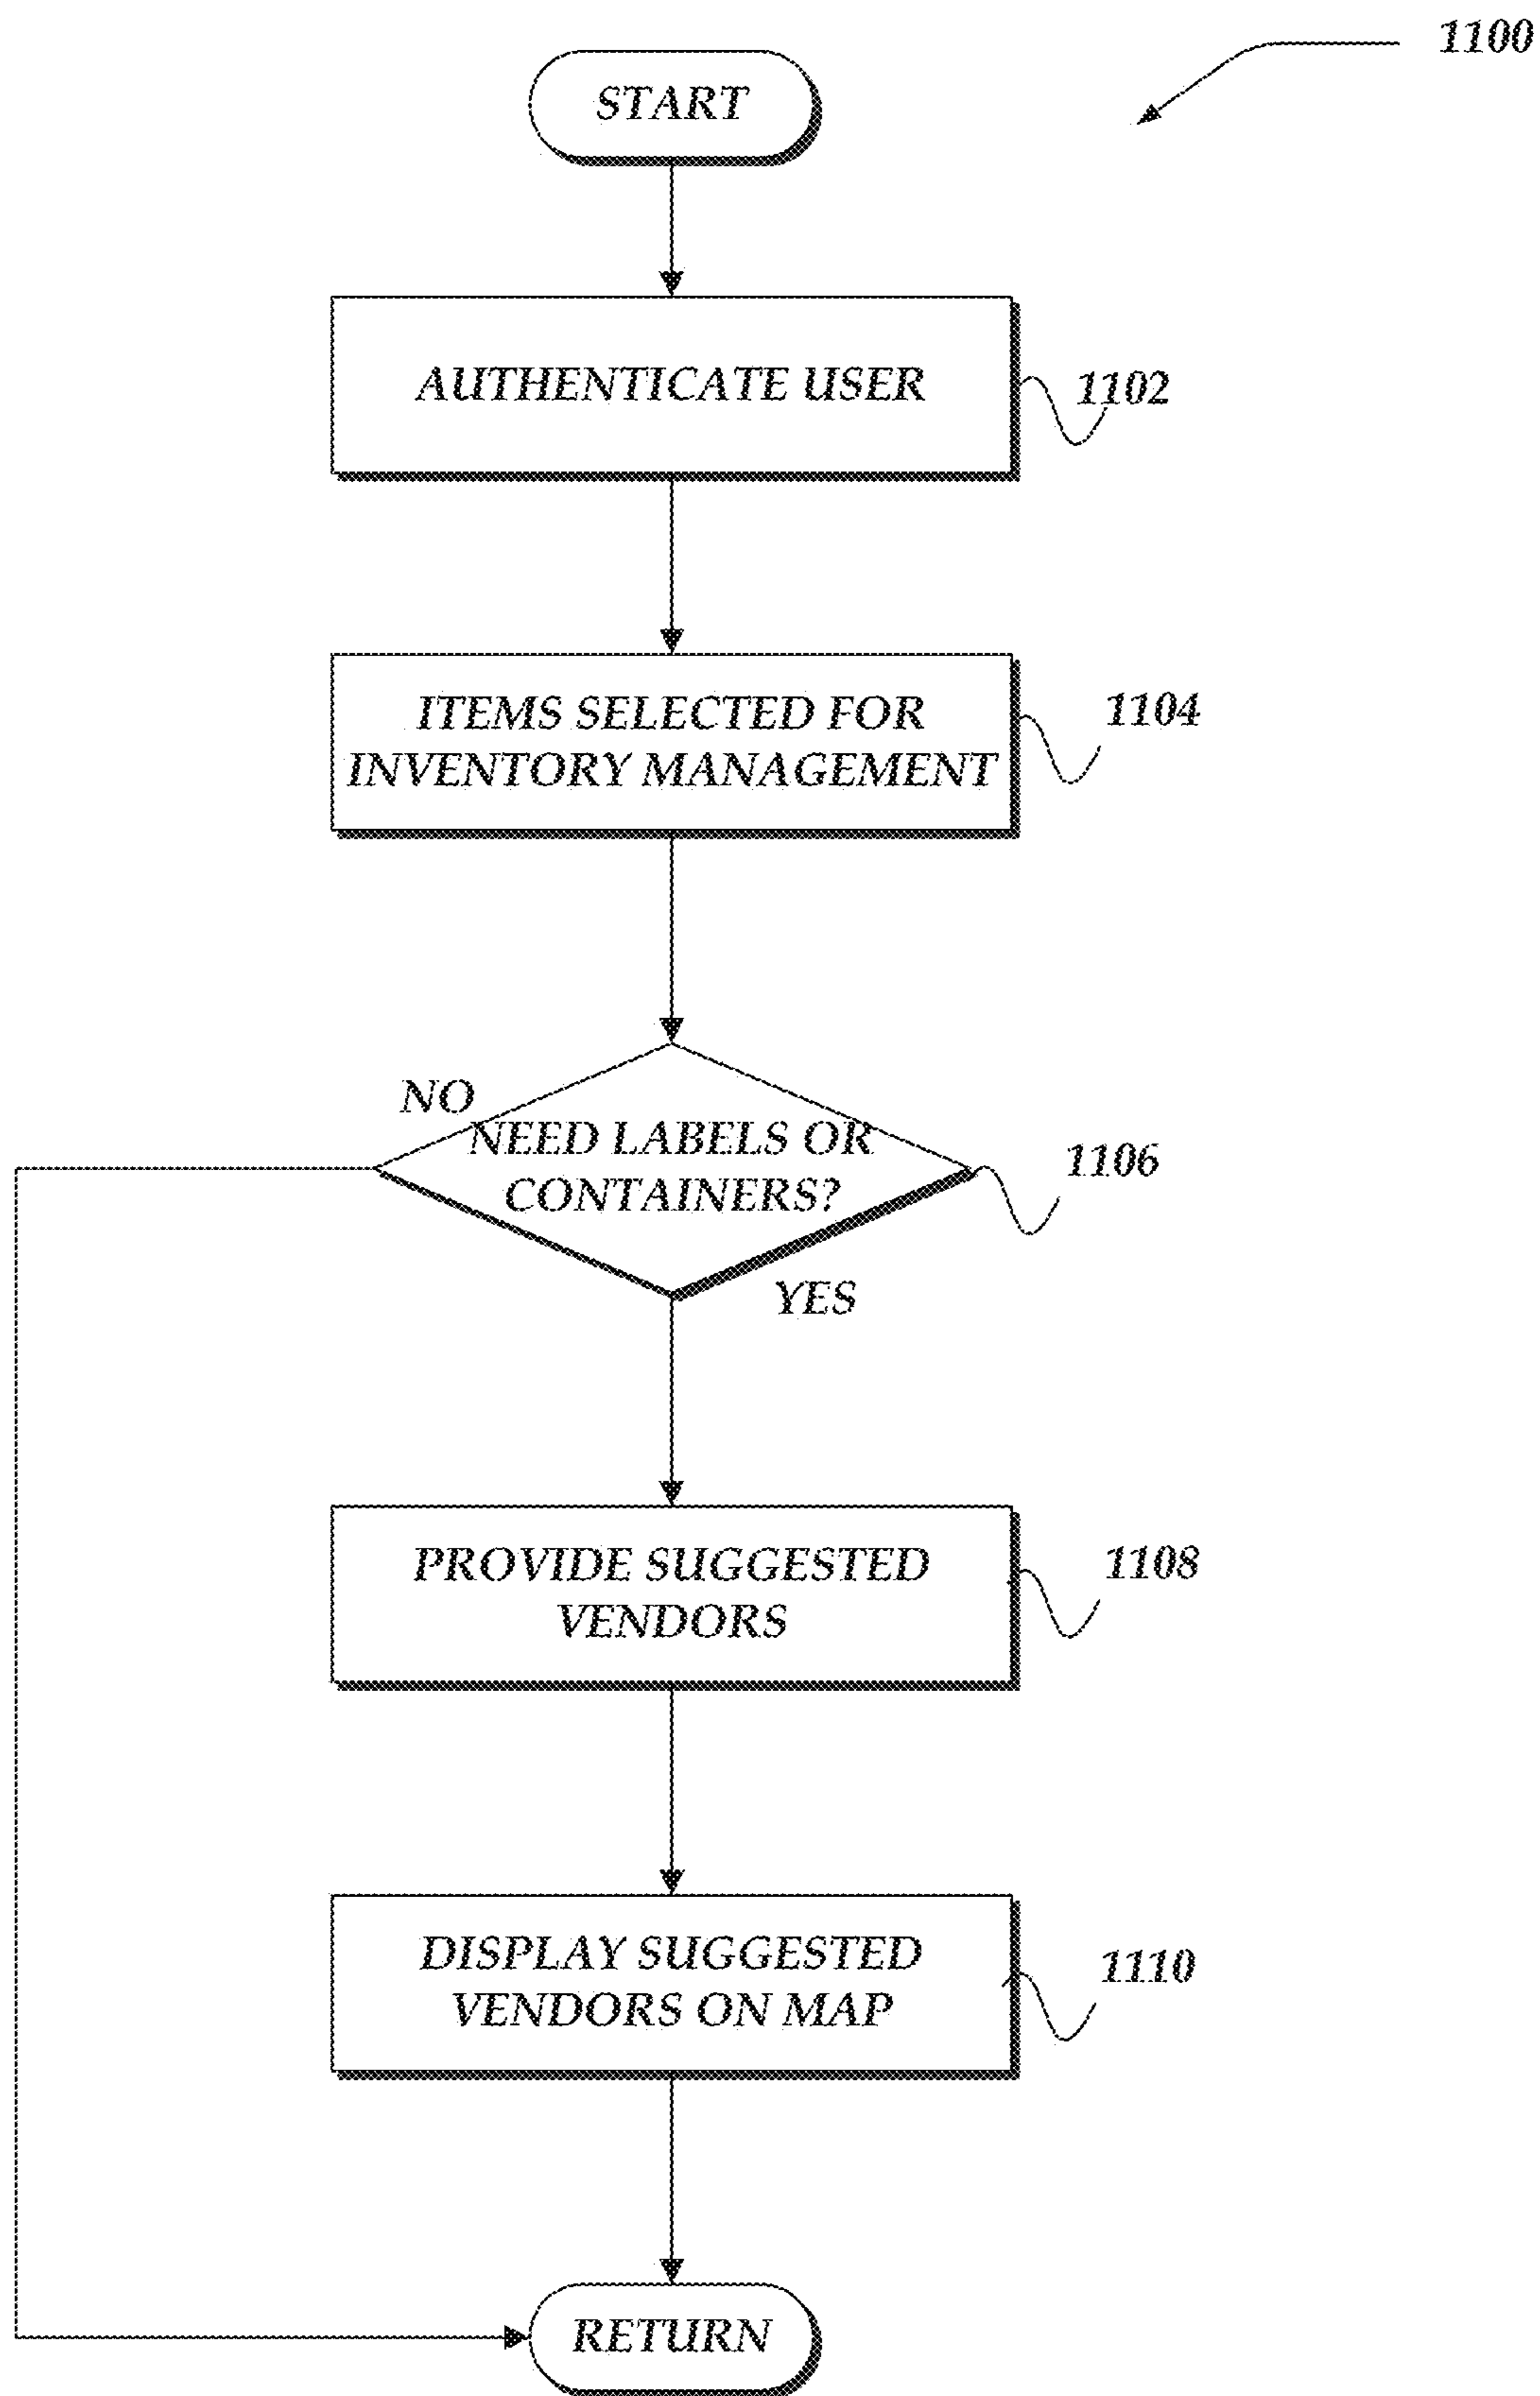 1100
START
AUTHENTICATE USER
1102
ITEMS SELECTED FOR
INVENTORY MANAGEMENT
1104
NO
NEED LABELS OR
CONTAINERS?
1106
YES
PROVIDE SUGGESTED
VENDORS
1108
DISPLAY SUGGESTED
VENDORS ON MAP
1110
RETURN